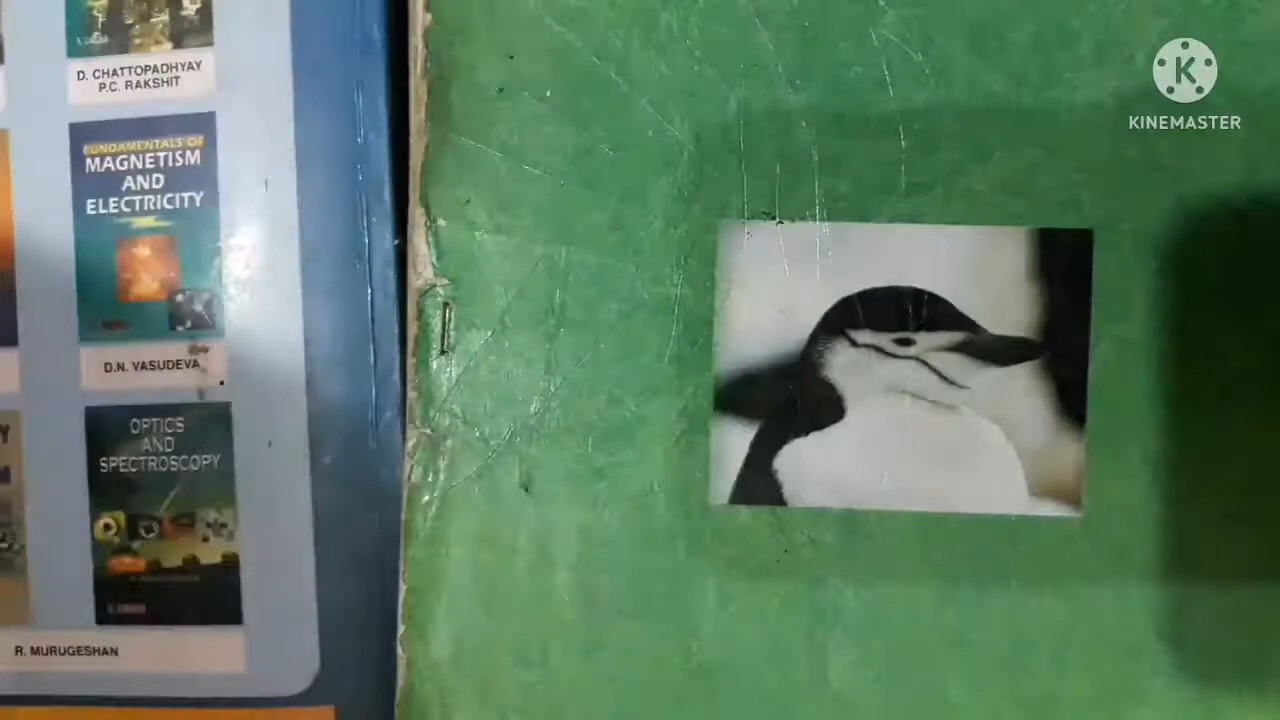 D. CHATTOPADHYAY
P.C. RAKSHIT
FUNDAMENTALS OF
MAGNETISM
AND
ELECTRICITY
D.N. VASUDEVA
OPTICS
AND
SPECTROSCOPY
R. MURUGESHAN
K
KINEMASTER